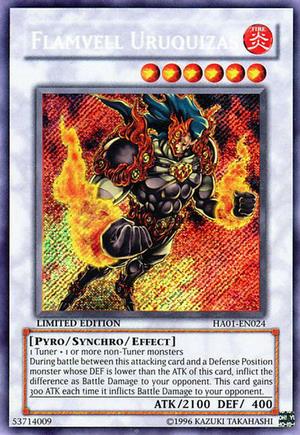 FLAMVELL URUQUIZAS
FIRE
炎
LIMITED EDITION
HA01-EN024
[PYRO/SYNCHRO/EFFECT]
1 Tuner + 1 or more non-Tuner monsters
During battle between this attacking card and a Defense Position
monster whose DEF is lower than the ATK of this card, inflict the
difference as Battle Damage to your opponent. This card gains
300 ATK each time it inflicts Battle Damage to your opponent.
ATK/2100 DEF/ 400
53714009
©1996 KAZUKI TAKAHASHI